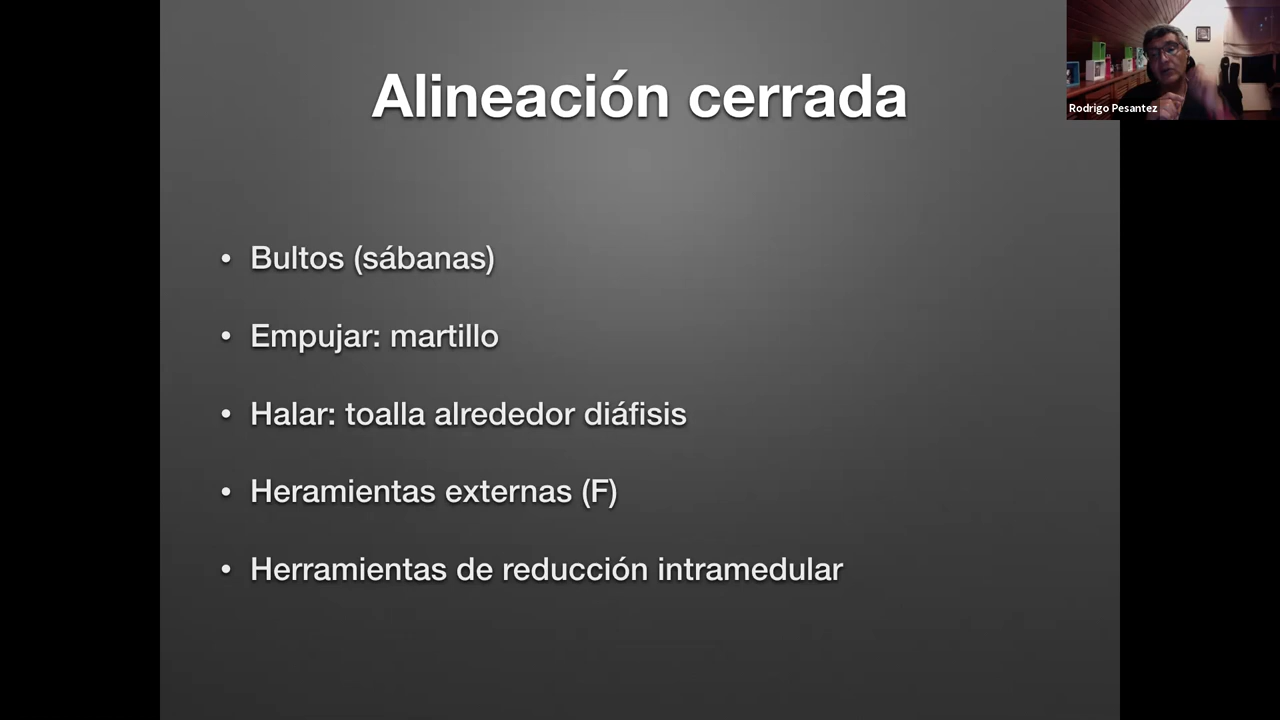 Alineación cerrada
Rodrigo Pesantez
• Bultos (sábanas)
• Empujar: martillo
• Halar: toalla alrededor diáfisis
• Heramientas externas (F)
• Herramientas de reducción intramedular